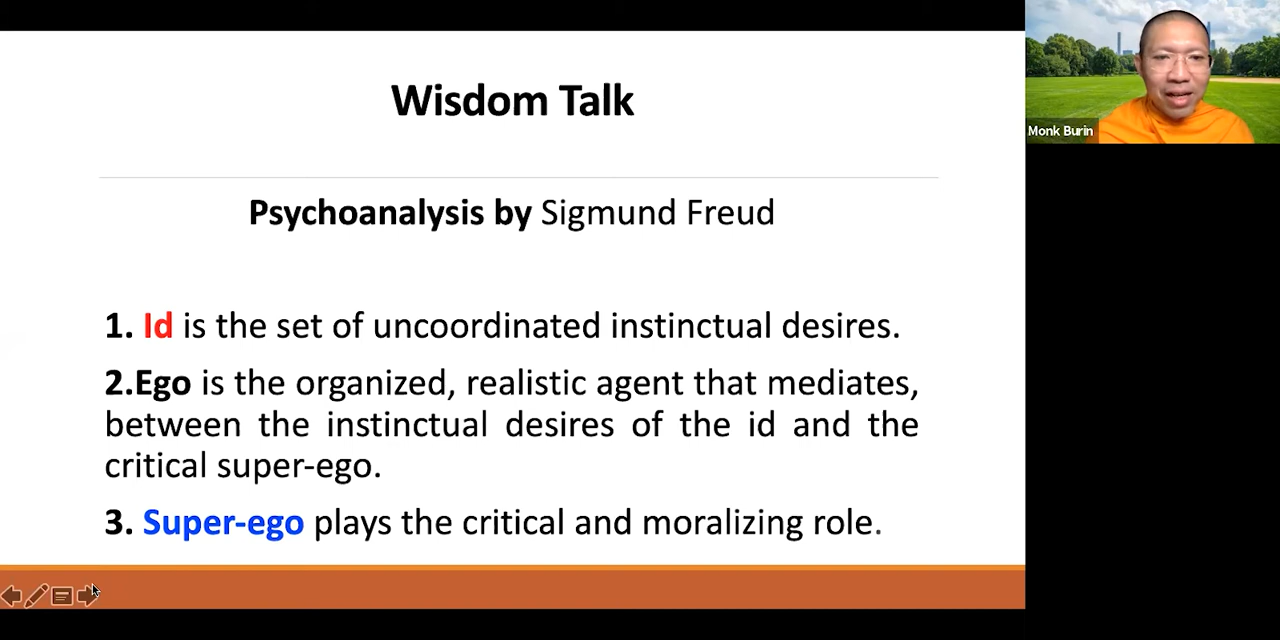 Wisdom Talk
Psychoanalysis by Sigmund Freud
1. Id is the set of uncoordinated instinctual desires.
2.Ego is the organized, realistic agent that mediates,
between the instinctual desires of the id and the
critical super-ego.
3. Super-ego plays the critical and moralizing role.
Monk Burin